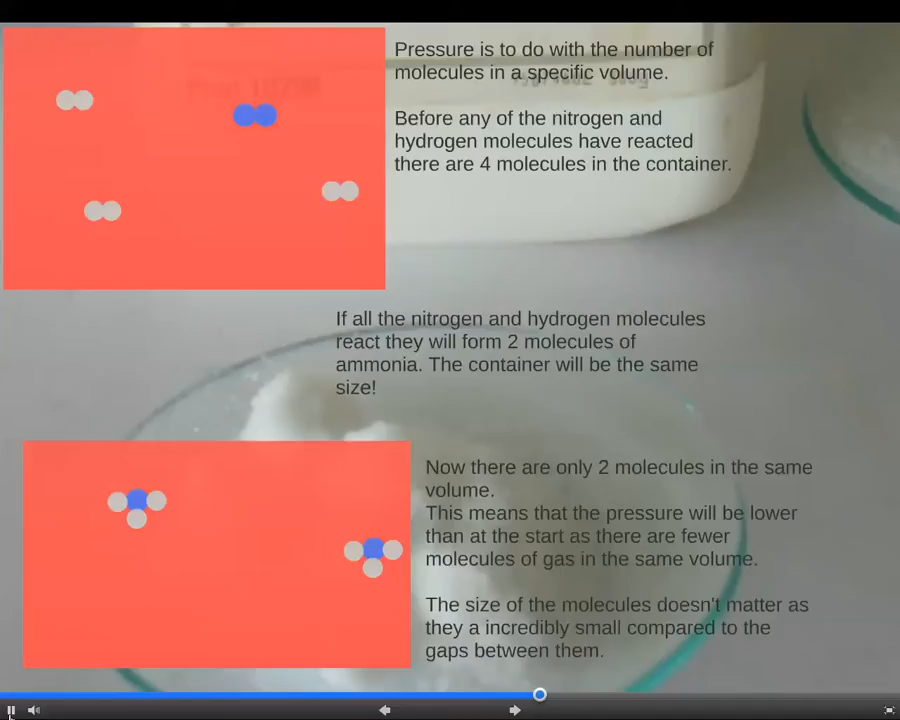 Pressure is to do with the number of
molecules in a specific volume.
Before any of the nitrogen and
hydrogen molecules have reacted
there are 4 molecules in the container.
If all the nitrogen and hydrogen molecules
react they will form 2 molecules of
ammonia. The container will be the same
size!
Now there are only 2 molecules in the same
volume.
This means that the pressure will be lower
than at the start as there are fewer
molecules of gas in the same volume.
The size of the molecules doesn't matter as
they a incredibly small compared to the
gaps between them.